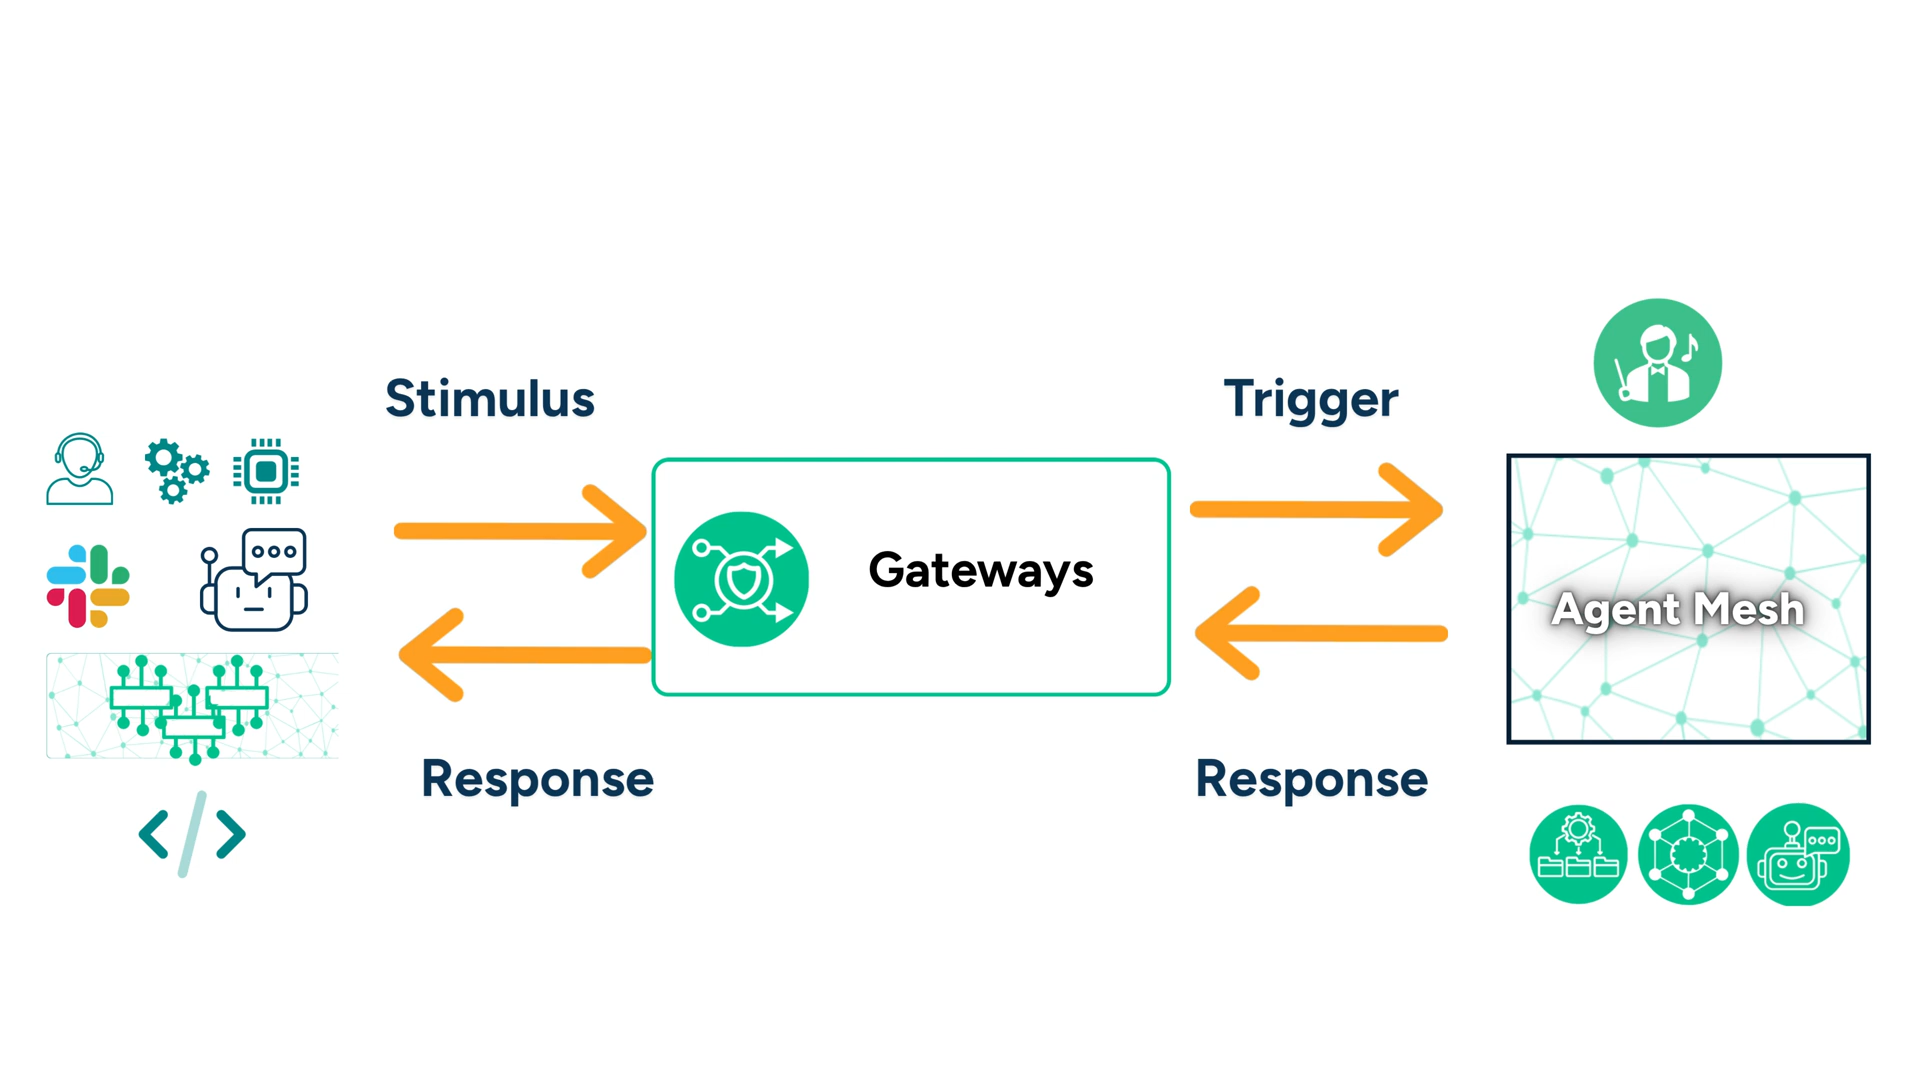 Stimulus
Trigger
Gateways
Agent Mesh
Response
Response